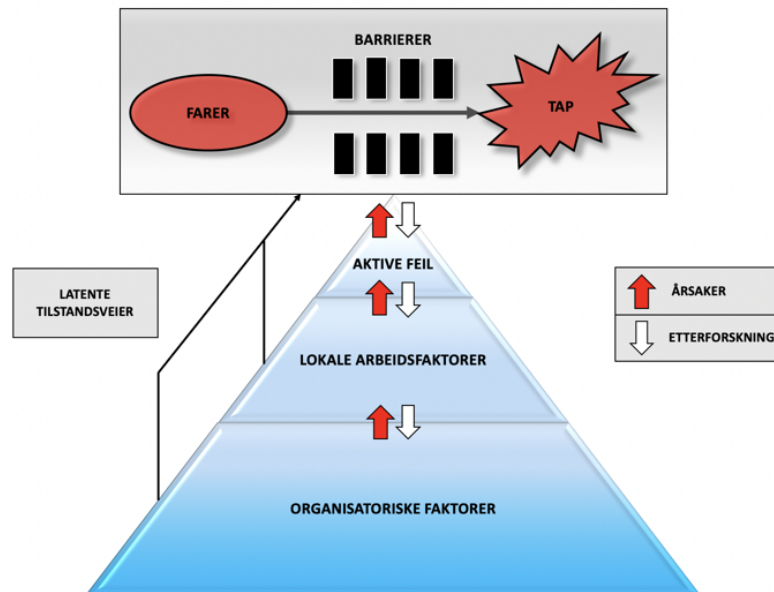 BARRIERER
FARER
TAP
AKTIVE FEIL
LATENTE
TILSTANDSVEIER
ÅRSAKER
ETTERFORSKNING
LOKALE ARBEIDSFAKTORER
ORGANISATORISKE FAKTORER